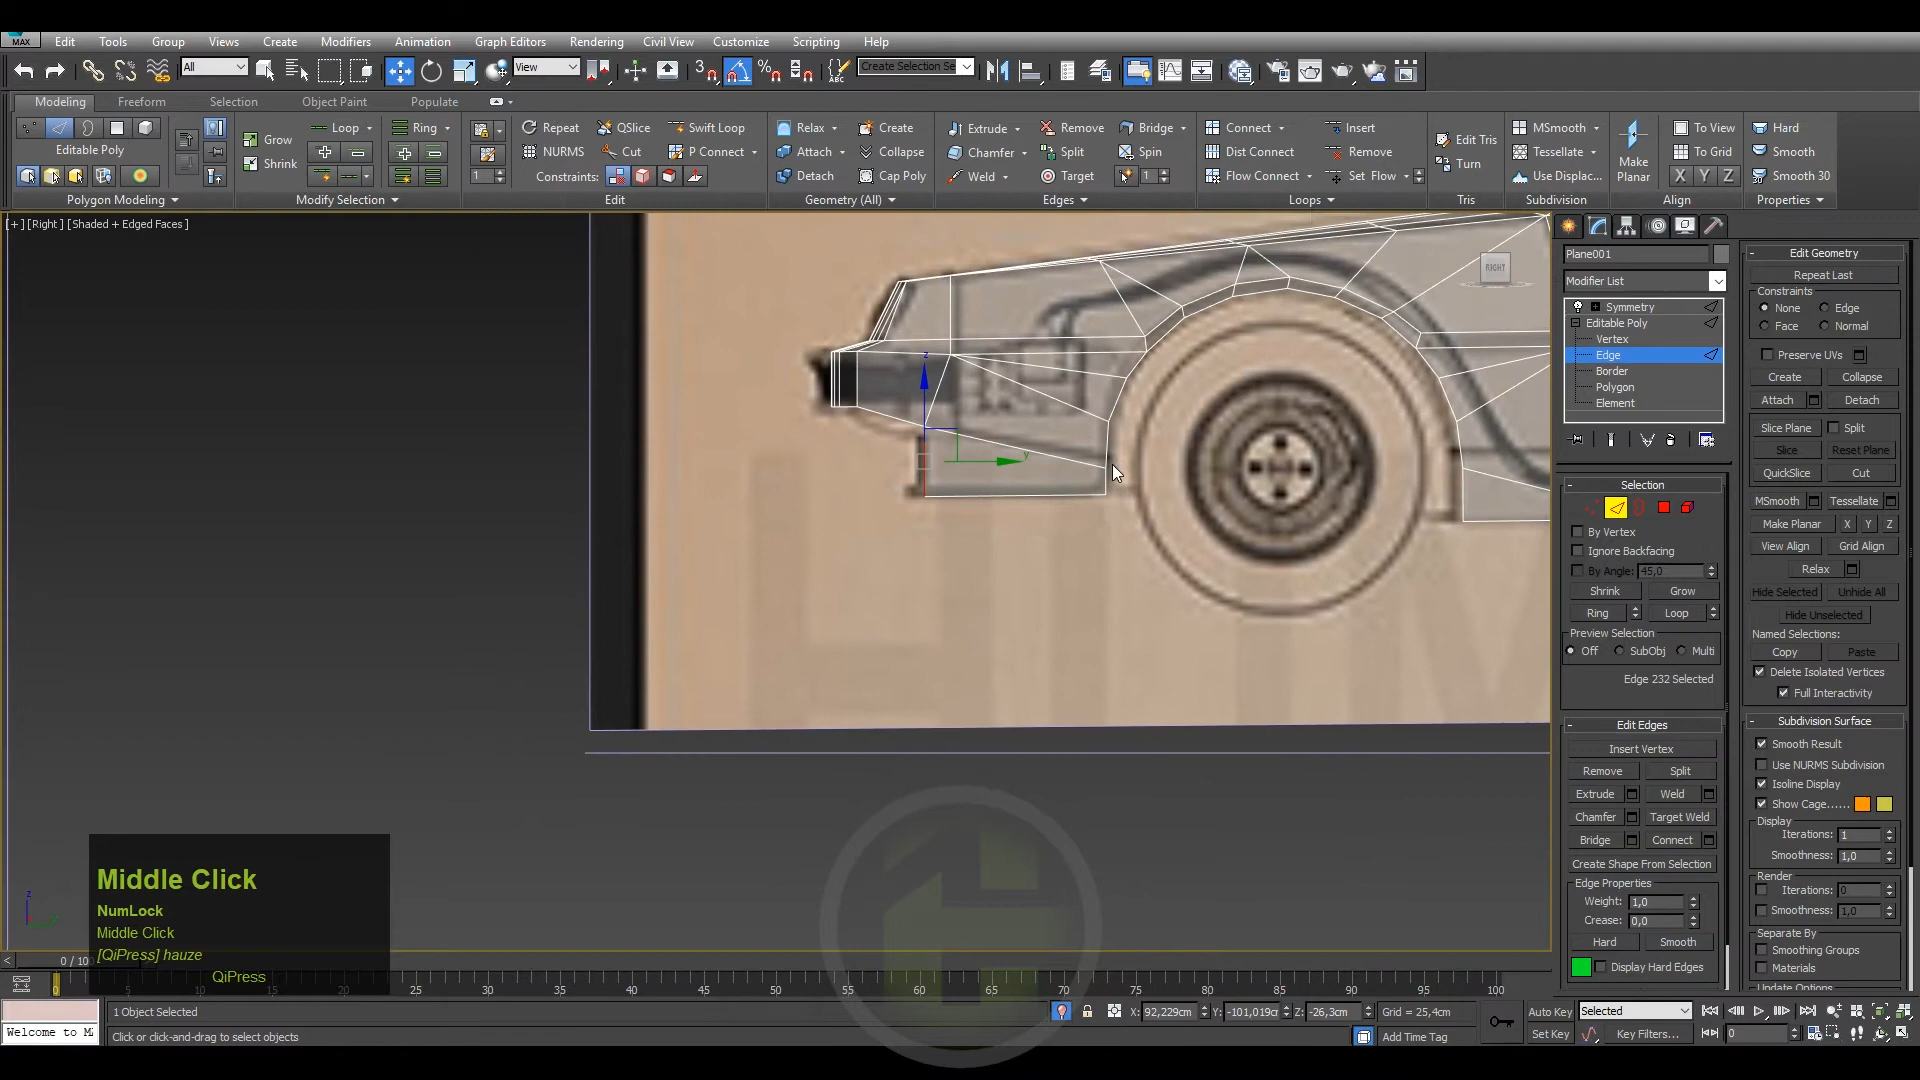 MAX Edit Tools Group Views Create Modifiers Animation Graph Editors Rendering Civil View Customize Scripting Help
All View 3 % ABC Create Selection Se
Modeling Freeform Selection Object Paint Populate
Grow Loop Ring Repeat QSlice Swift Loop Relax Create Extrude Remove Bridge Connect Insert Edit Tris MSmooth To View Hard
Editable Poly Shrink NURMS Cut P Connect Attach Collapse Chamfer Split Spin Dist Connect Remove Turn Tessellate Make Planar To Grid Smooth
1 Constraints: Detach Cap Poly Weld Target 1 Flow Connect Set Flow Use Displac... X Y Z Smooth 30
Polygon Modeling Modify Selection Edit Geometry (All) Edges Loops Tris Subdivision Align Properties
[+] [Right] [Shaded + Edged Faces]
RIGHT
z
y
Plane001
Modifier List
Symmetry
Editable Poly
Vertex
Edge
Border
Polygon
Element
Selection
By Vertex
Ignore Backfacing
By Angle: 45,0
Shrink Grow
Ring Loop
Preview Selection
Off SubObj Multi
Edge 232 Selected
Edit Edges
Insert Vertex
Remove Split
Extrude Weld
Chamfer Target Weld
Bridge Connect
Create Shape From Selection
Edge Properties
Weight: 1,0
Crease: 0,0
Hard Smooth
Display Hard Edges
Edit Geometry
Repeat Last
Constraints
None Edge
Face Normal
Preserve UVs
Create Collapse
Attach Detach
Slice Plane Split
Slice Reset Plane
QuickSlice Cut
MSmooth Tessellate
Make Planar X Y Z
View Align Grid Align
Relax
Hide Selected Unhide All
Hide Unselected
Named Selections:
Copy Paste
Delete Isolated Vertices
Full Interactivity
Subdivision Surface
Smooth Result
Use NURMS Subdivision
Isoline Display
Show Cage......
Display
Iterations: 1
Smoothness: 1,0
Render
Iterations: 0
Smoothness: 1,0
Separate By
Smoothing Groups
Materials
Update Options
Middle Click
NumLock
Middle Click
[QiPress] hauze
QiPress
z
< 0 / 100
0 5 10 15 20 25 30 35 40 45 50 55 60 65 70 75 80 85 90 95 100
1 Object Selected X: 92,229cm Y: -101,019cm Z: -26,3cm Grid = 25,4cm Auto Key Selected
Welcome to M Click or click-and-drag to select objects Add Time Tag Set Key Key Filters... 0